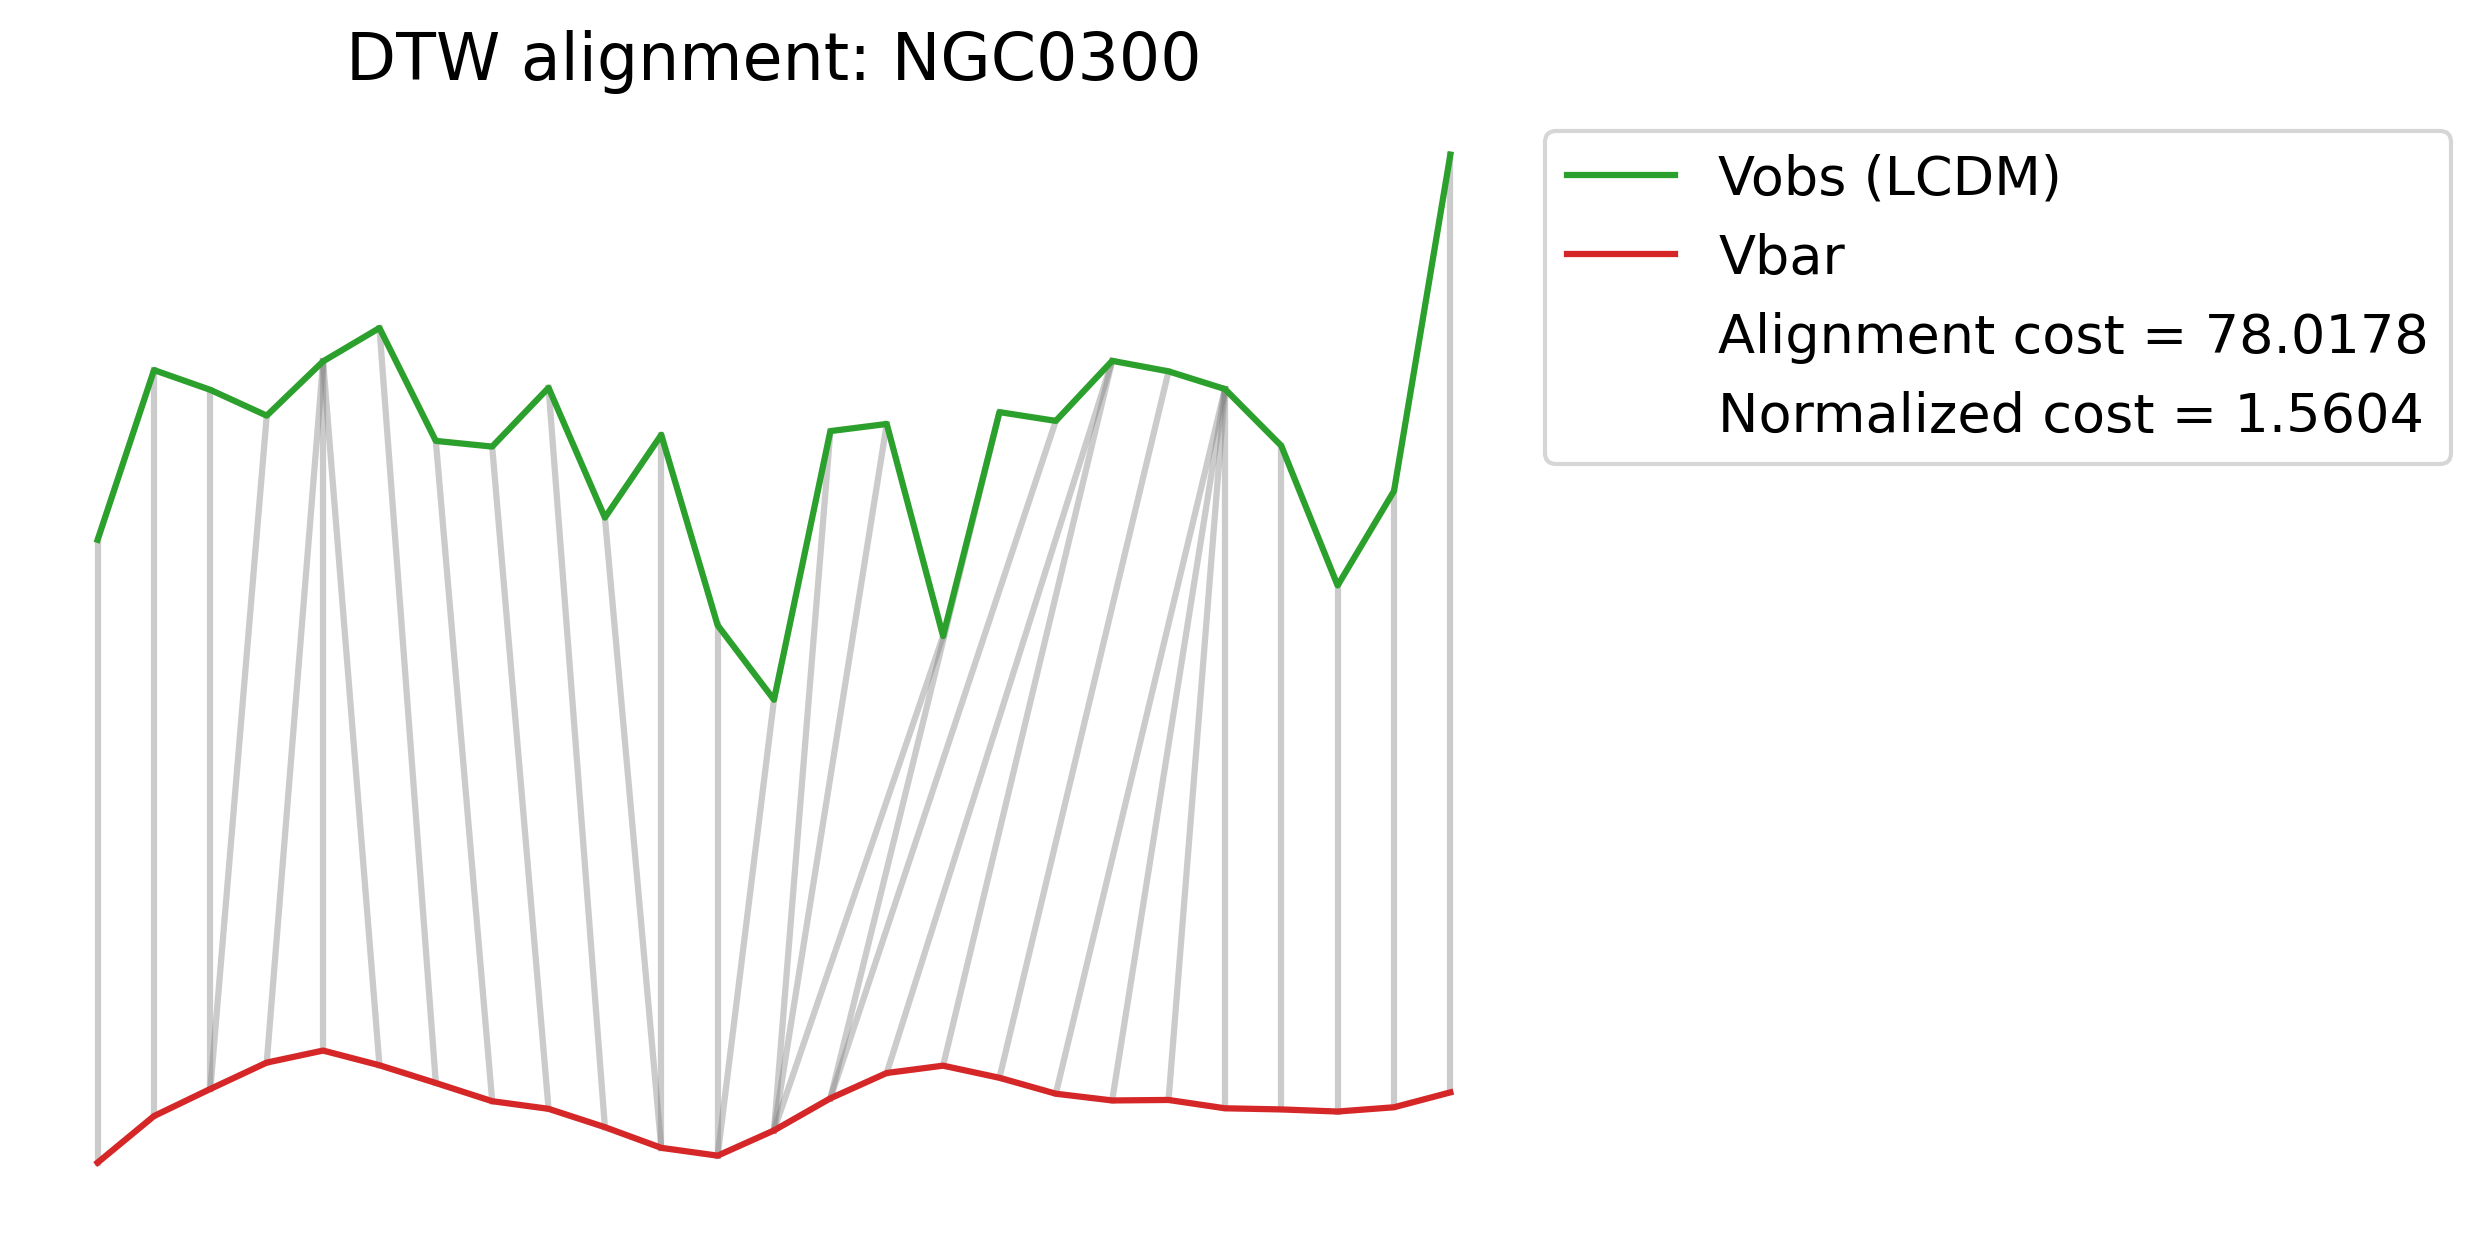 DTW alignment: NGC0300
Vobs (LCDM)
Vbar
Alignment cost = 78.0178
Normalized cost = 1.5604